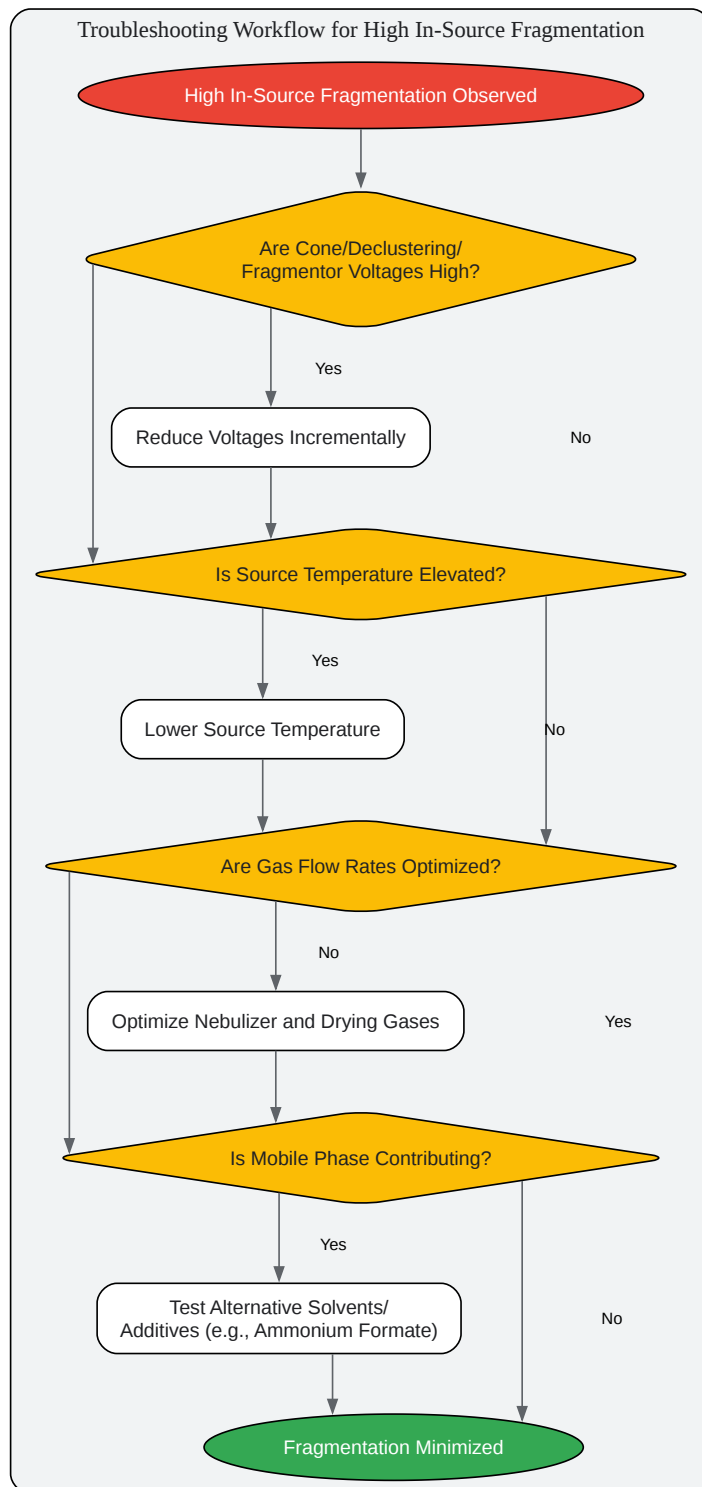 Troubleshooting Workflow for High In-Source Fragmentation
High In-Source Fragmentation Observed
Are Cone/Declustering/
Fragmentor Voltages High?
Yes
Reduce Voltages Incrementally
No
Is Source Temperature Elevated?
Yes
Lower Source Temperature
No
Are Gas Flow Rates Optimized?
No
Optimize Nebulizer and Drying Gases
Yes
Is Mobile Phase Contributing?
Yes
Test Alternative Solvents/
Additives (e.g., Ammonium Formate)
No
Fragmentation Minimized